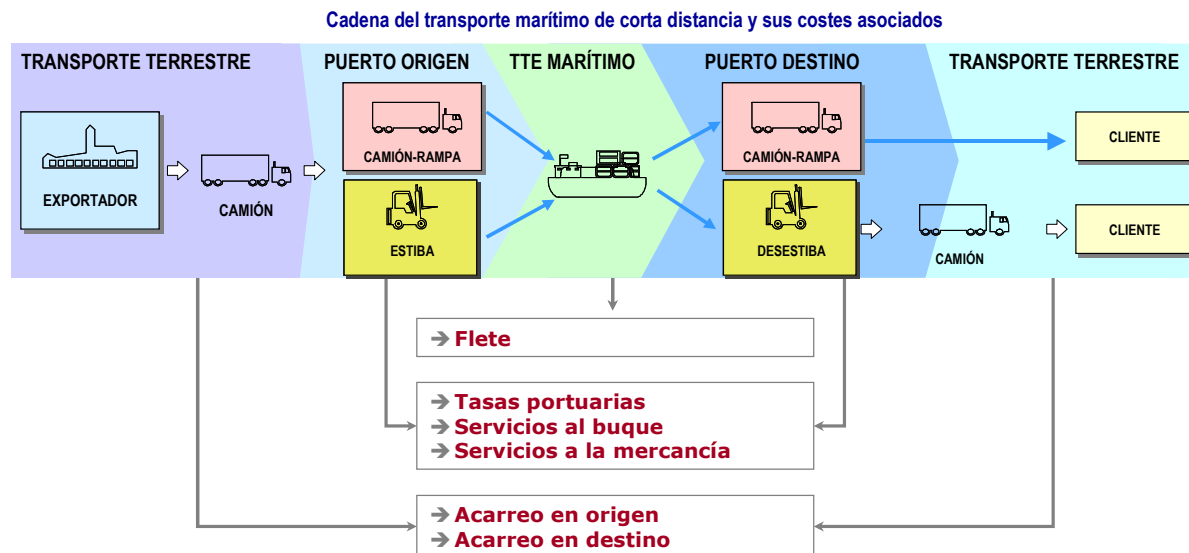 Cadena del transporte marítimo de corta distancia y sus costes asociados
TRANSPORTE TERRESTRE
PUERTO ORIGEN
TTE MARÍTIMO
PUERTO DESTINO
TRANSPORTE TERRESTRE
EXPORTADOR
CAMIÓN
CAMIÓN-RAMPA
ESTIBA
CAMIÓN-RAMPA
DESESTIBA
CAMIÓN
CLIENTE
CLIENTE
➔ Flete
➔ Tasas portuarias
➔ Servicios al buque
➔ Servicios a la mercancía
➔ Acarreo en origen
➔ Acarreo en destino